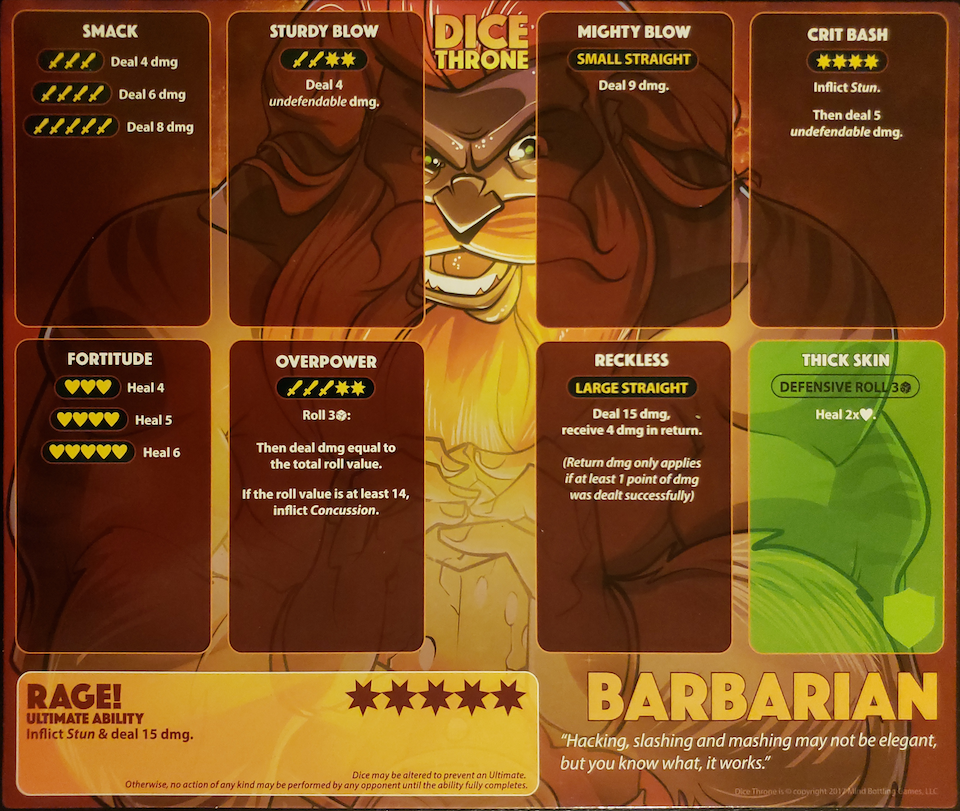 DICE
THRONE
SMACK
Deal 4 dmg
Deal 6 dmg
Deal 8 dmg
STURDY BLOW
Deal 4
undefendable dmg.
MIGHTY BLOW
SMALL STRAIGHT
Deal 9 dmg.
CRIT BASH
Inflict Stun.
Then deal 5
undefendable dmg.
FORTITUDE
Heal 4
Heal 5
Heal 6
OVERPOWER
Roll 3:
Then deal dmg equal to
the total roll value.
If the roll value is at least 14,
inflict Concussion.
RECKLESS
LARGE STRAIGHT
Deal 15 dmg,
receive 4 dmg in return.
(Return dmg only applies
if at least 1 point of dmg
was dealt successfully)
THICK SKIN
DEFENSIVE ROLL 3
Heal 2x.
RAGE!
ULTIMATE ABILITY
Inflict Stun & deal 15 dmg.
Dice may be altered to prevent an Ultimate.
Otherwise, no action of any kind may be performed by any opponent until the ability fully completes.
BARBARIAN
“Hacking, slashing and mashing may not be elegant,
but you know what, it works.”
Dice Throne is © copyright 2017 Mind Bottling Games, LLC